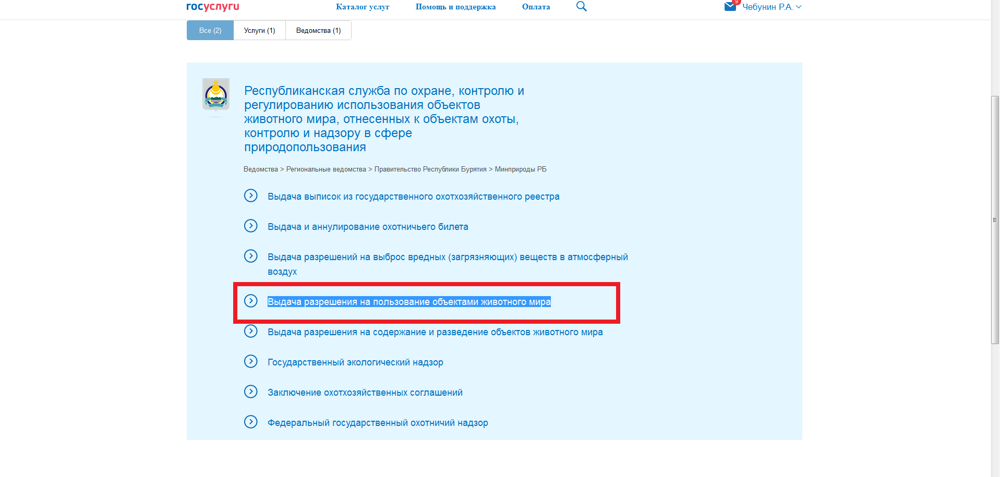 госуслуги
Каталог услуг
Помощь и поддержка
Оплата
9
Чебунин Р.А.
Все (2)
Услуги (1)
Ведомства (1)
Республиканская служба по охране, контролю и
регулированию использования объектов
животного мира, отнесенных к объектам охоты,
контролю и надзору в сфере
природопользования
Ведомства > Региональные ведомства > Правительство Республики Бурятия > Минприроды РБ
Выдача выписок из государственного охотхозяйственного реестра
Выдача и аннулирование охотничьего билета
Выдача разрешений на выброс вредных (загрязняющих) веществ в атмосферный
воздух
Выдача разрешения на пользование объектами животного мира
Выдача разрешения на содержание и разведение объектов животного мира
Государственный экологический надзор
Заключение охотхозяйственных соглашений
Федеральный государственный охотничий надзор